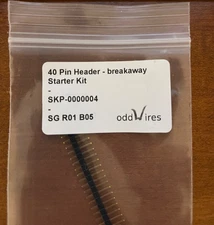 40 Pin Header - breakaway
Starter Kit
-
SKP-0000004
-
SG R01 B05
oddWires